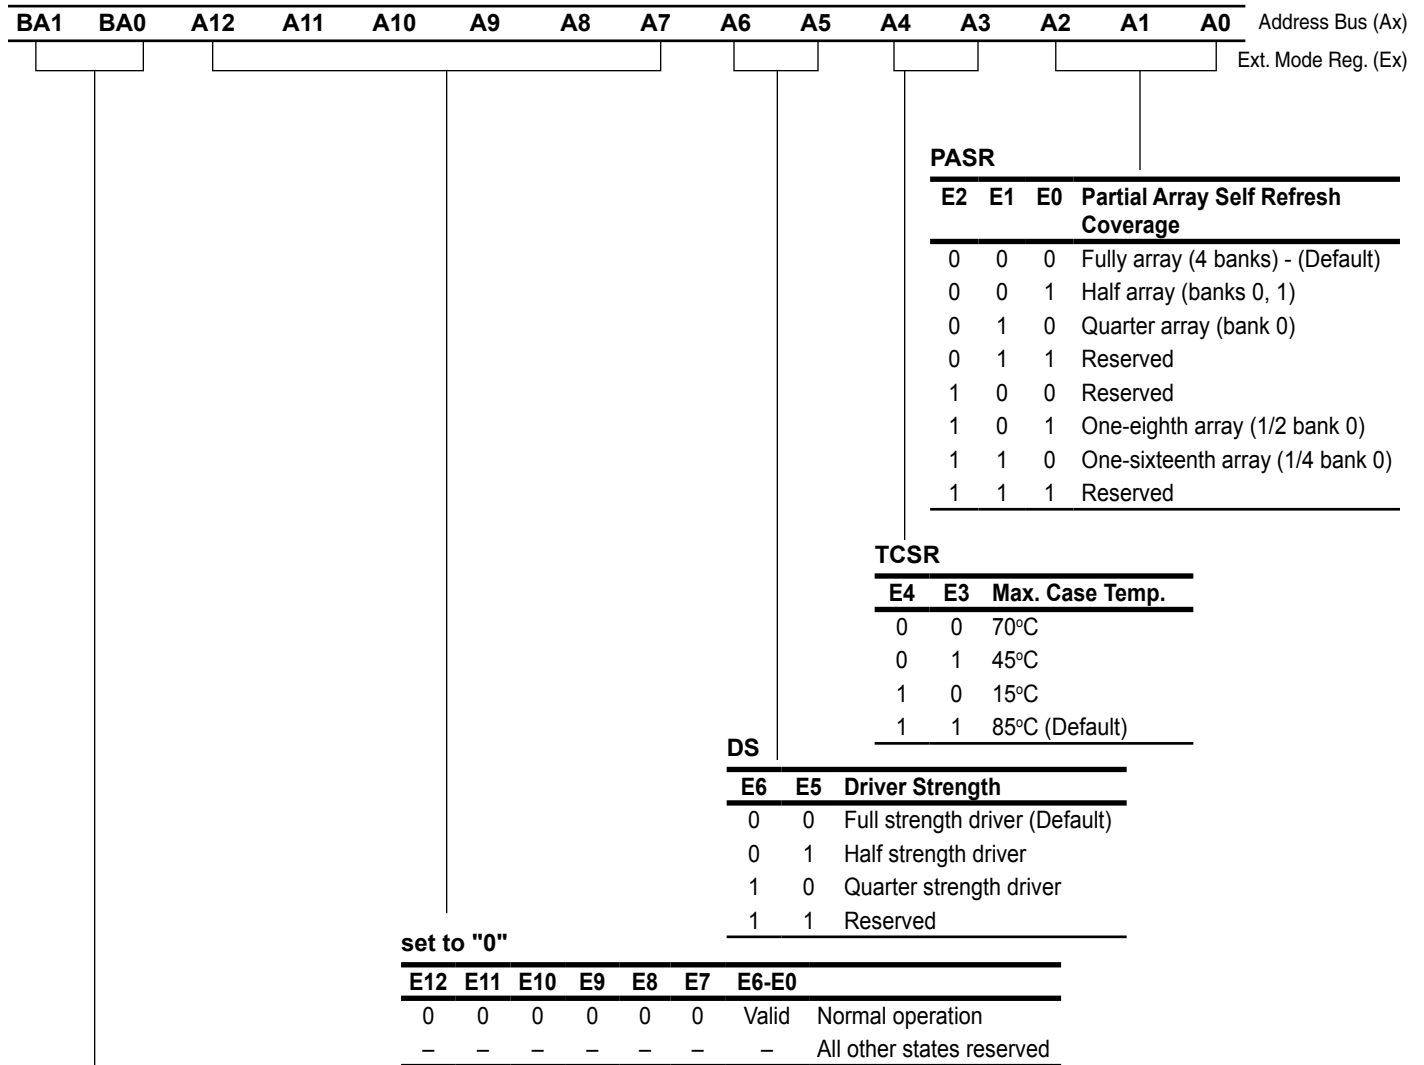 BA1 BA0 A12 A11 A10 A9 A8 A7 A6 A5 A4 A3 A2 A1 A0 Address Bus (Ax)
Ext. Mode Reg. (Ex)
PASR
E2 E1 E0 Partial Array Self Refresh
Coverage
0 0 0 Fully array (4 banks) - (Default)
0 0 1 Half array (banks 0, 1)
0 1 0 Quarter array (bank 0)
0 1 1 Reserved
1 0 0 Reserved
1 0 1 One-eighth array (1/2 bank 0)
1 1 0 One-sixteenth array (1/4 bank 0)
1 1 1 Reserved
TCSR
E4 E3 Max. Case Temp.
0 0 70°C
0 1 45°C
1 0 15°C
1 1 85°C (Default)
DS
E6 E5 Driver Strength
0 0 Full strength driver (Default)
0 1 Half strength driver
1 0 Quarter strength driver
1 1 Reserved
set to "0"
E12 E11 E10 E9 E8 E7 E6-E0
0 0 0 0 0 0 Valid Normal operation
– – – – – – – All other states reserved